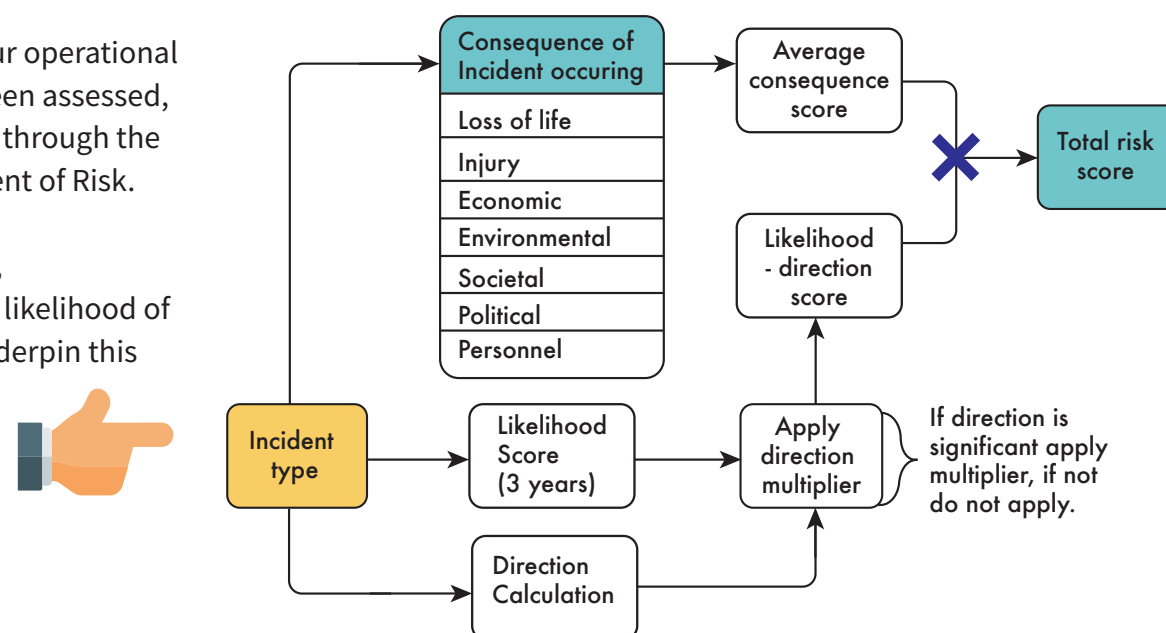 ur operational
een assessed,
through the
ent of Risk.
,
likelihood of
derpin this
Consequence of
Incident occuring
Loss of life
Injury
Economic
Environmental
Societal
Political
Personnel
Average
consequence
score
Total risk
score
Likelihood
- direction
score
Incident
type
Likelihood
Score
(3 years)
Apply
direction
multiplier
If direction is
significant apply
multiplier, if not
do not apply.
Direction
Calculation